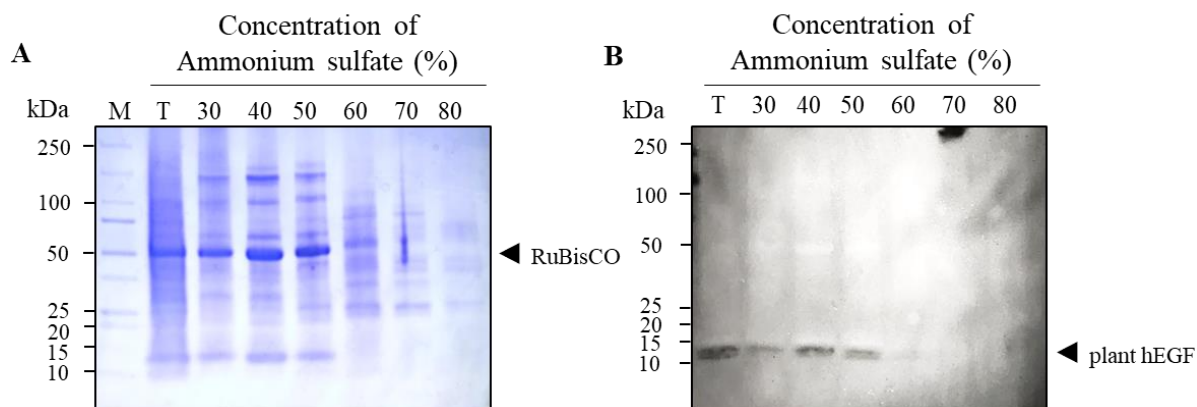 A
Concentration of
Ammonium sulfate (%)
kDa M T 30 40 50 60 70 80
250
100
50
25
20
15
10
RuBisCO
B
Concentration of
Ammonium sulfate (%)
kDa T 30 40 50 60 70 80
250
100
50
25
20
15
10
plant hEGF